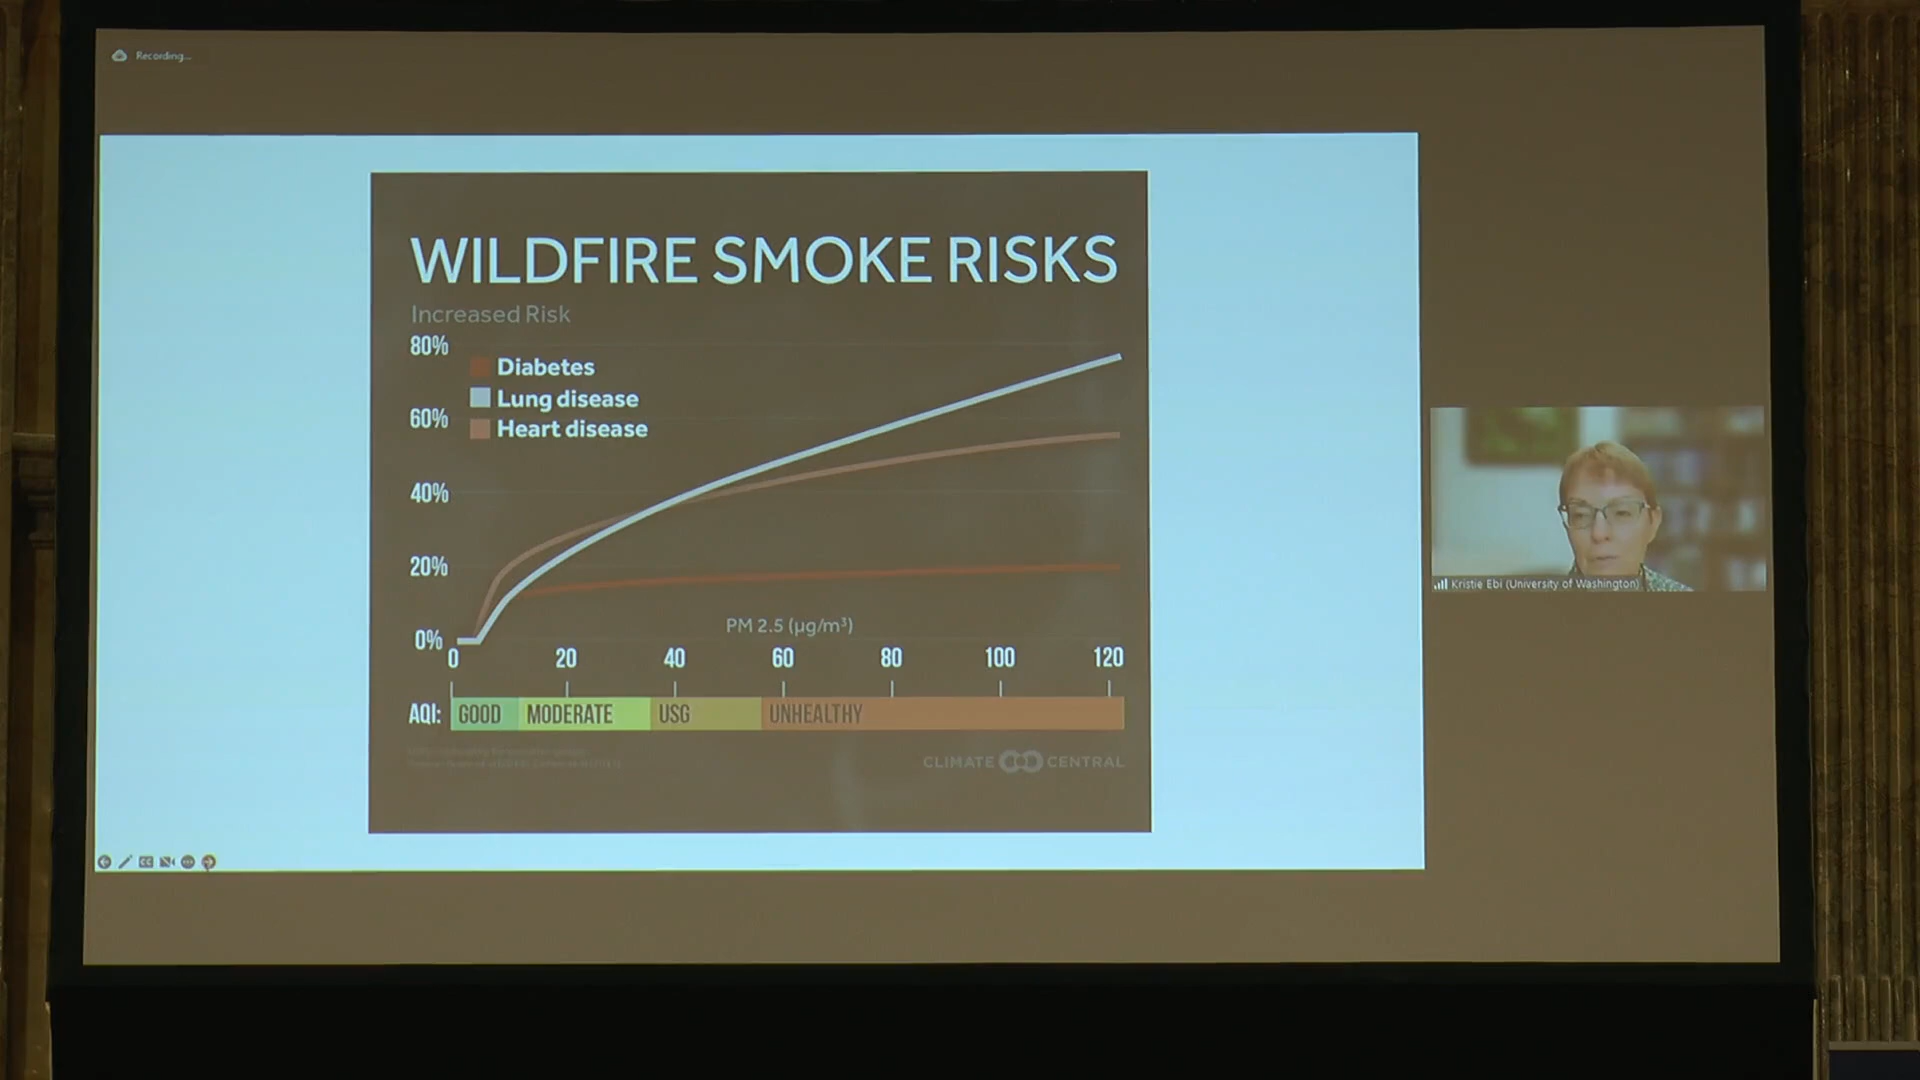 Recording...
WILDFIRE SMOKE RISKS
Increased Risk
80%
Diabetes
Lung disease
60%
Heart disease
40%
20%
PM 2.5 (µg/m³)
0%
0 20 40 60 80 100 120
AQI: GOOD MODERATE USG UNHEALTHY
CLIMATE CENTRAL
Kristie Ebi (University of Washington)